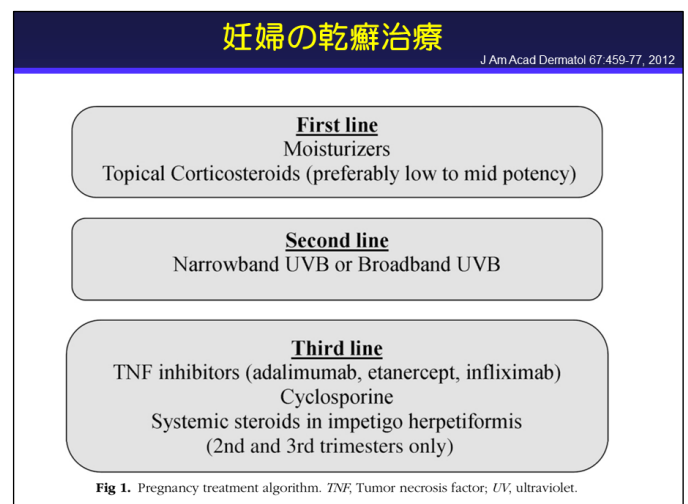 妊婦の乾癬治療
J Am Acad Dermatol 67:459-77, 2012
First line
Moisturizers
Topical Corticosteroids (preferably low to mid potency)
Second line
Narrowband UVB or Broadband UVB
Third line
TNF inhibitors (adalimumab, etanercept, infliximab)
Cyclosporine
Systemic steroids in impetigo herpetiformis
(2nd and 3rd trimesters only)
Fig 1. Pregnancy treatment algorithm. TNF, Tumor necrosis factor; UV, ultraviolet.